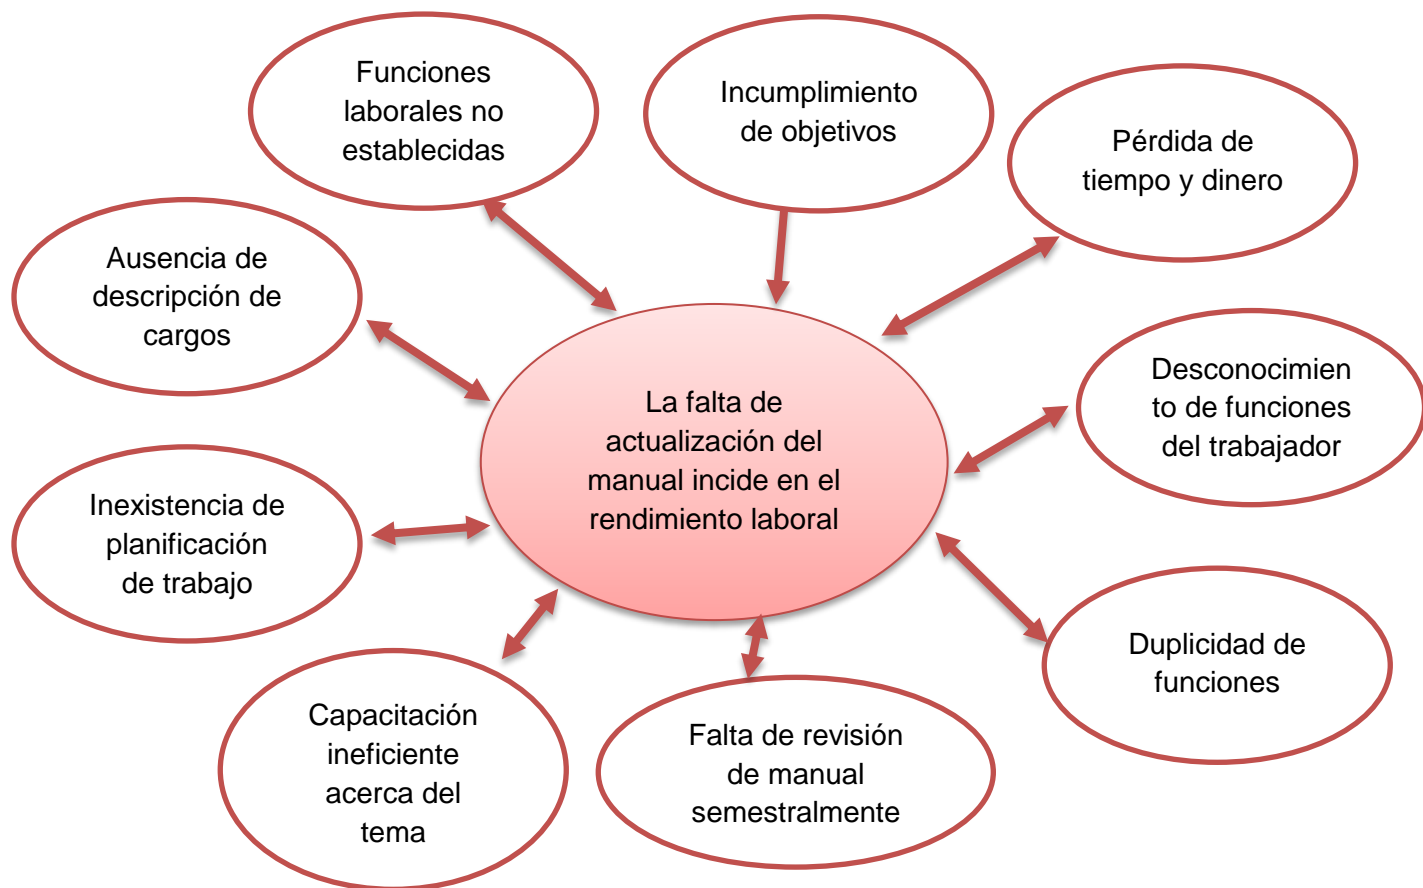 Funciones
laborales no
establecidas
Incumplimiento
de objetivos
Pérdida de
tiempo y dinero
Ausencia de
descripción de
cargos
La falta de
actualización del
manual incide en el
rendimiento laboral
Desconocimien
to de funciones
del trabajador
Inexistencia de
planificación
de trabajo
Duplicidad de
funciones
Capacitación
ineficiente
acerca del
tema
Falta de revisión
de manual
semestralmente